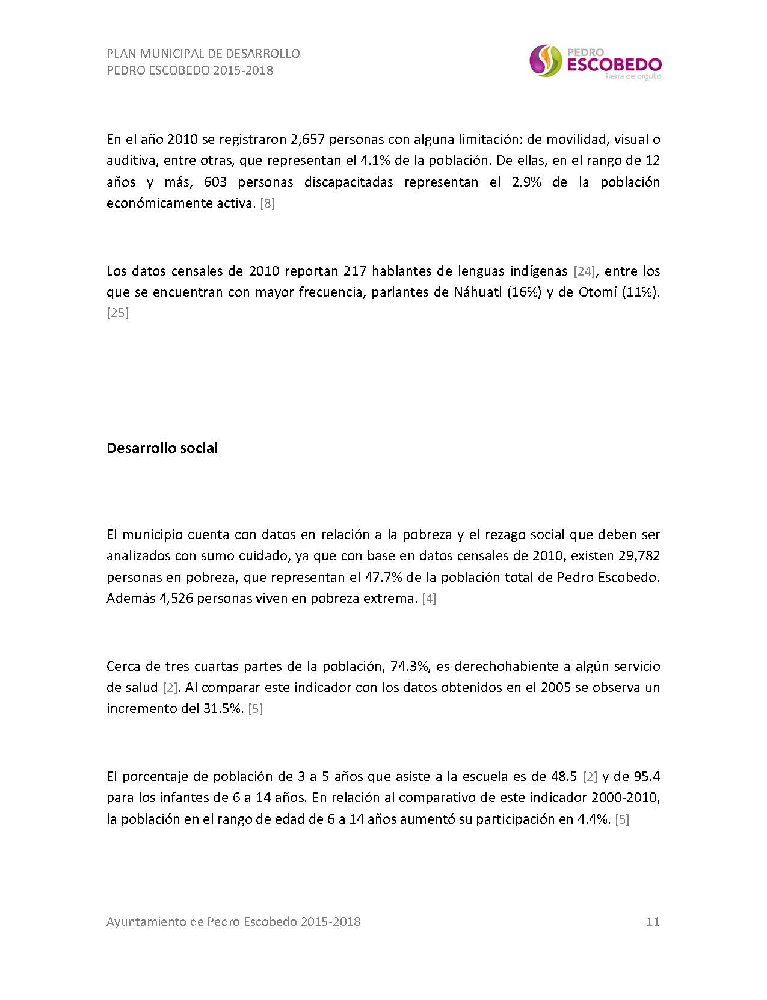 PLAN MUNICIPAL DE DESARROLLO
PEDRO ESCOBEDO 2015-2018
PEDRO
ESCOBEDO
Tierra de orgullo
En el año 2010 se registraron 2,657 personas con alguna limitación: de movilidad, visual o
auditiva, entre otras, que representan el 4.1% de la población. De ellas, en el rango de 12
años y más, 603 personas discapacitadas representan el 2.9% de la población
económicamente activa. [8]
Los datos censales de 2010 reportan 217 hablantes de lenguas indígenas [24], entre los
que se encuentran con mayor frecuencia, parlantes de Náhuatl (16%) y de Otomí (11%).
[25]
Desarrollo social
El municipio cuenta con datos en relación a la pobreza y el rezago social que deben ser
analizados con sumo cuidado, ya que con base en datos censales de 2010, existen 29,782
personas en pobreza, que representan el 47.7% de la población total de Pedro Escobedo.
Además 4,526 personas viven en pobreza extrema. [4]
Cerca de tres cuartas partes de la población, 74.3%, es derechohabiente a algún servicio
de salud [2]. Al comparar este indicador con los datos obtenidos en el 2005 se observa un
incremento del 31.5%. [5]
El porcentaje de población de 3 a 5 años que asiste a la escuela es de 48.5 [2] y de 95.4
para los infantes de 6 a 14 años. En relación al comparativo de este indicador 2000-2010,
la población en el rango de edad de 6 a 14 años aumentó su participación en 4.4%. [5]
Ayuntamiento de Pedro Escobedo 2015-2018 11